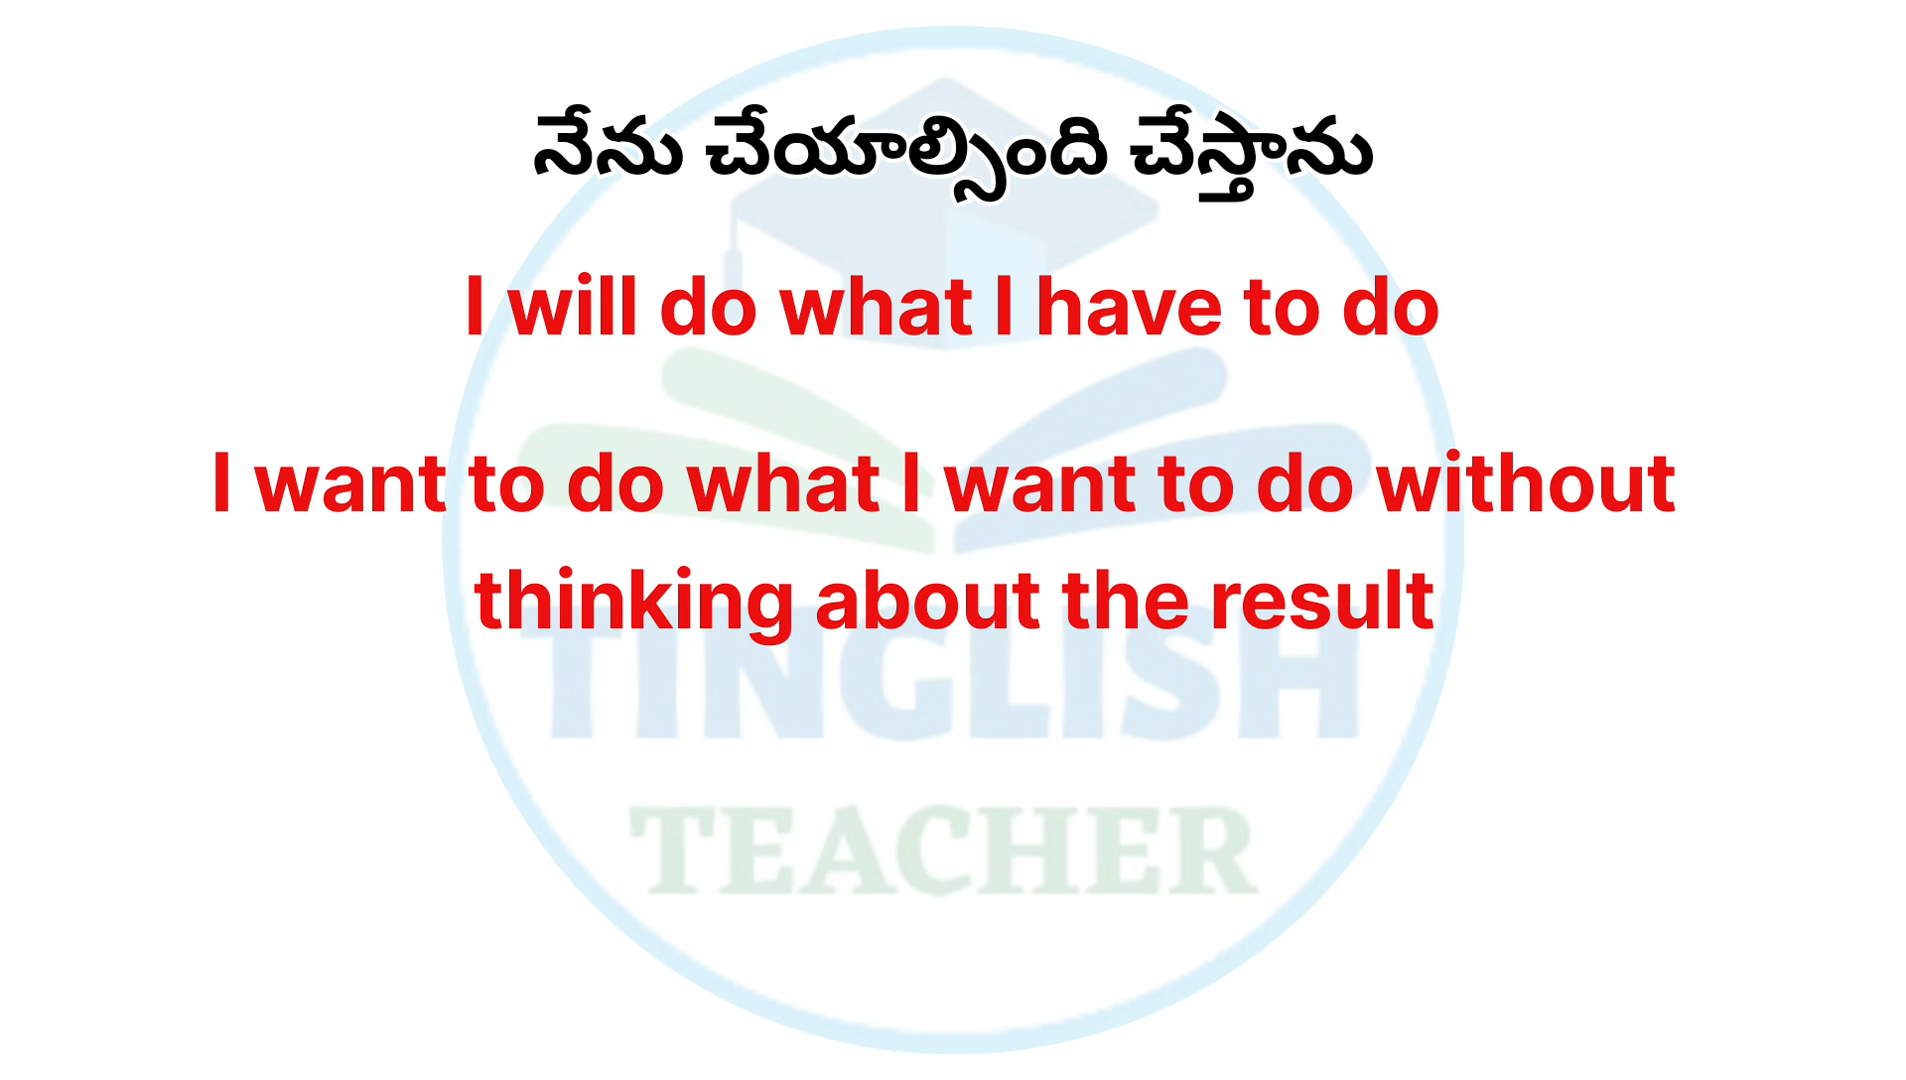 నేను చేయాల్సింది చేస్తాను
I will do what I have to do
I want to do what I want to do without
thinking about the result
TINGLISH
TEACHER